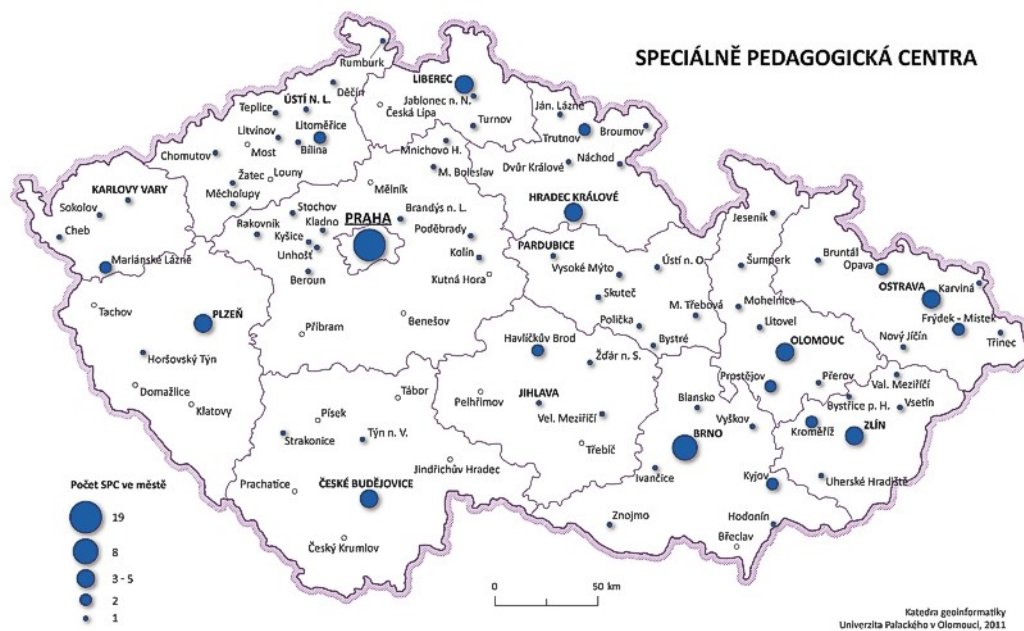 SPECIÁLNĚ PEDAGOGICKÁ CENTRA
Rumburk
LIBEREC
Děčín
ÚSTÍ N. L.
Teplice
Jablonec n. N.
Česká Lípa
Ján. Lázně
Litoměřice
Turnov
Trutnov
Broumov
Litvínov
Most
Bílina
Mnichovo H.
Chomutov
Dvůr Králové
Náchod
Žatec
Louny
M. Boleslav
Mělník
KARLOVY VARY
Měcholupy
HRADEC KRÁLOVÉ
Sokolov
Stochov
Brandýs n. L.
Jeseník
Kladno
PRAHA
Rakovník
Kyšice
Poděbrady
Cheb
PARDUBICE
Unhošť
Kolín
Bruntál
Mariánské Lázně
Vysoké Mýto
Ústí n. O.
Šumperk
Opava
Beroun
Kutná Hora
OSTRAVA
Karviná
Skuteč
Tachov
M. Třebová
Mohelnice
PLZEŇ
Benešov
Polička
Litovel
Frýdek - Místek
Příbram
Havlíčkův Brod
Bystré
OLOMOUC
Nový Jičín
Třinec
Horšovský Týn
Žďár n. S.
Prostějov
Přerov
Val. Meziříčí
Domažlice
Tábor
Pelhřimov
JIHLAVA
Blansko
Bystřice p. H.
Vsetín
Klatovy
Písek
Vel. Meziříčí
Vyškov
Kroměříž
ZLÍN
Strakonice
Týn n. V.
BRNO
Třebíč
Jindřichův Hradec
Ivančice
Kyjov
Uherské Hradiště
Prachatice
ČESKÉ BUDĚJOVICE
Znojmo
Hodonín
Břeclav
Český Krumlov
Počet SPC ve městě
19
8
3 - 5
2
1
0 50 km
Katedra geoinformatiky
Univerzita Palackého v Olomouci, 2011